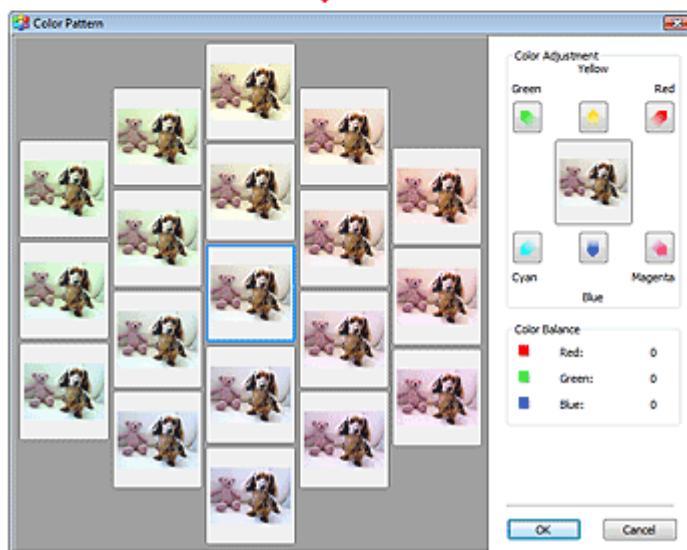 Color Pattern
Color Adjustment
Yellow
Green Red
Cyan Magenta
Blue
Color Balance
Red: 0
Green: 0
Blue: 0
OK Cancel